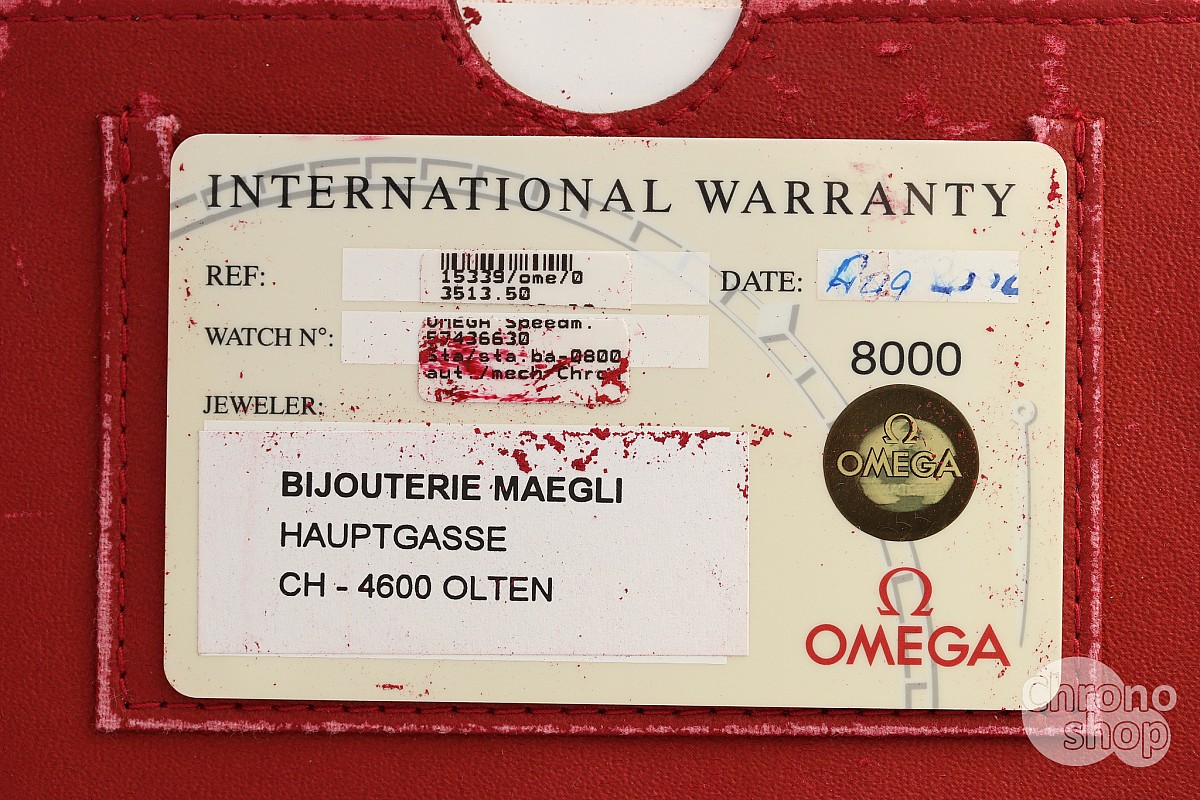 INTERNATIONAL WARRANTY
REF:
15339/ome/0
3513.50
DATE:
WATCH N°:
OMEGA Speedm.
57436630
Sta/sta.ba-0800
aut./mech Chro
8000
JEWELER:
Ω
OMEGA
BIJOUTERIE MAEGLI
HAUPTGASSE
CH - 4600 OLTEN
Ω
OMEGA
chrono
shop